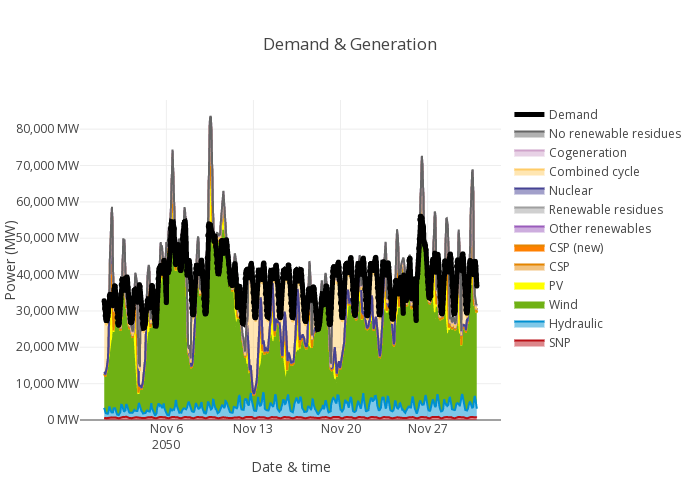 Demand & Generation
80,000 MW
70,000 MW
60,000 MW
50,000 MW
40,000 MW
30,000 MW
20,000 MW
10,000 MW
0 MW
Power (MW)
Nov 6
2050
Nov 13
Nov 20
Nov 27
Date & time
Demand
No renewable residues
Cogeneration
Combined cycle
Nuclear
Renewable residues
Other renewables
CSP (new)
CSP
PV
Wind
Hydraulic
SNP